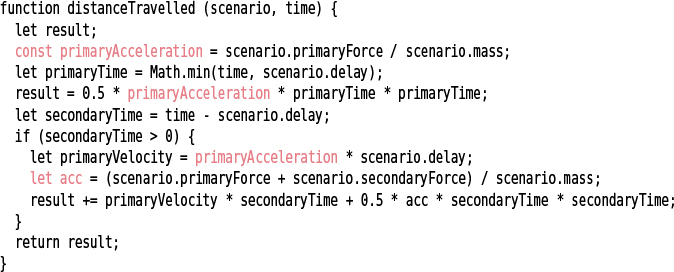 function distanceTravelled (scenario, time) {
  let result;
  const primaryAcceleration = scenario.primaryForce / scenario.mass;
  let primaryTime = Math.min(time, scenario.delay);
  result = 0.5 * primaryAcceleration * primaryTime * primaryTime;
  let secondaryTime = time - scenario.delay;
  if (secondaryTime > 0) {
    let primaryVelocity = primaryAcceleration * scenario.delay;
    let acc = (scenario.primaryForce + scenario.secondaryForce) / scenario.mass;
    result += primaryVelocity * secondaryTime + 0.5 * acc * secondaryTime * secondaryTime;
  }
  return result;
}